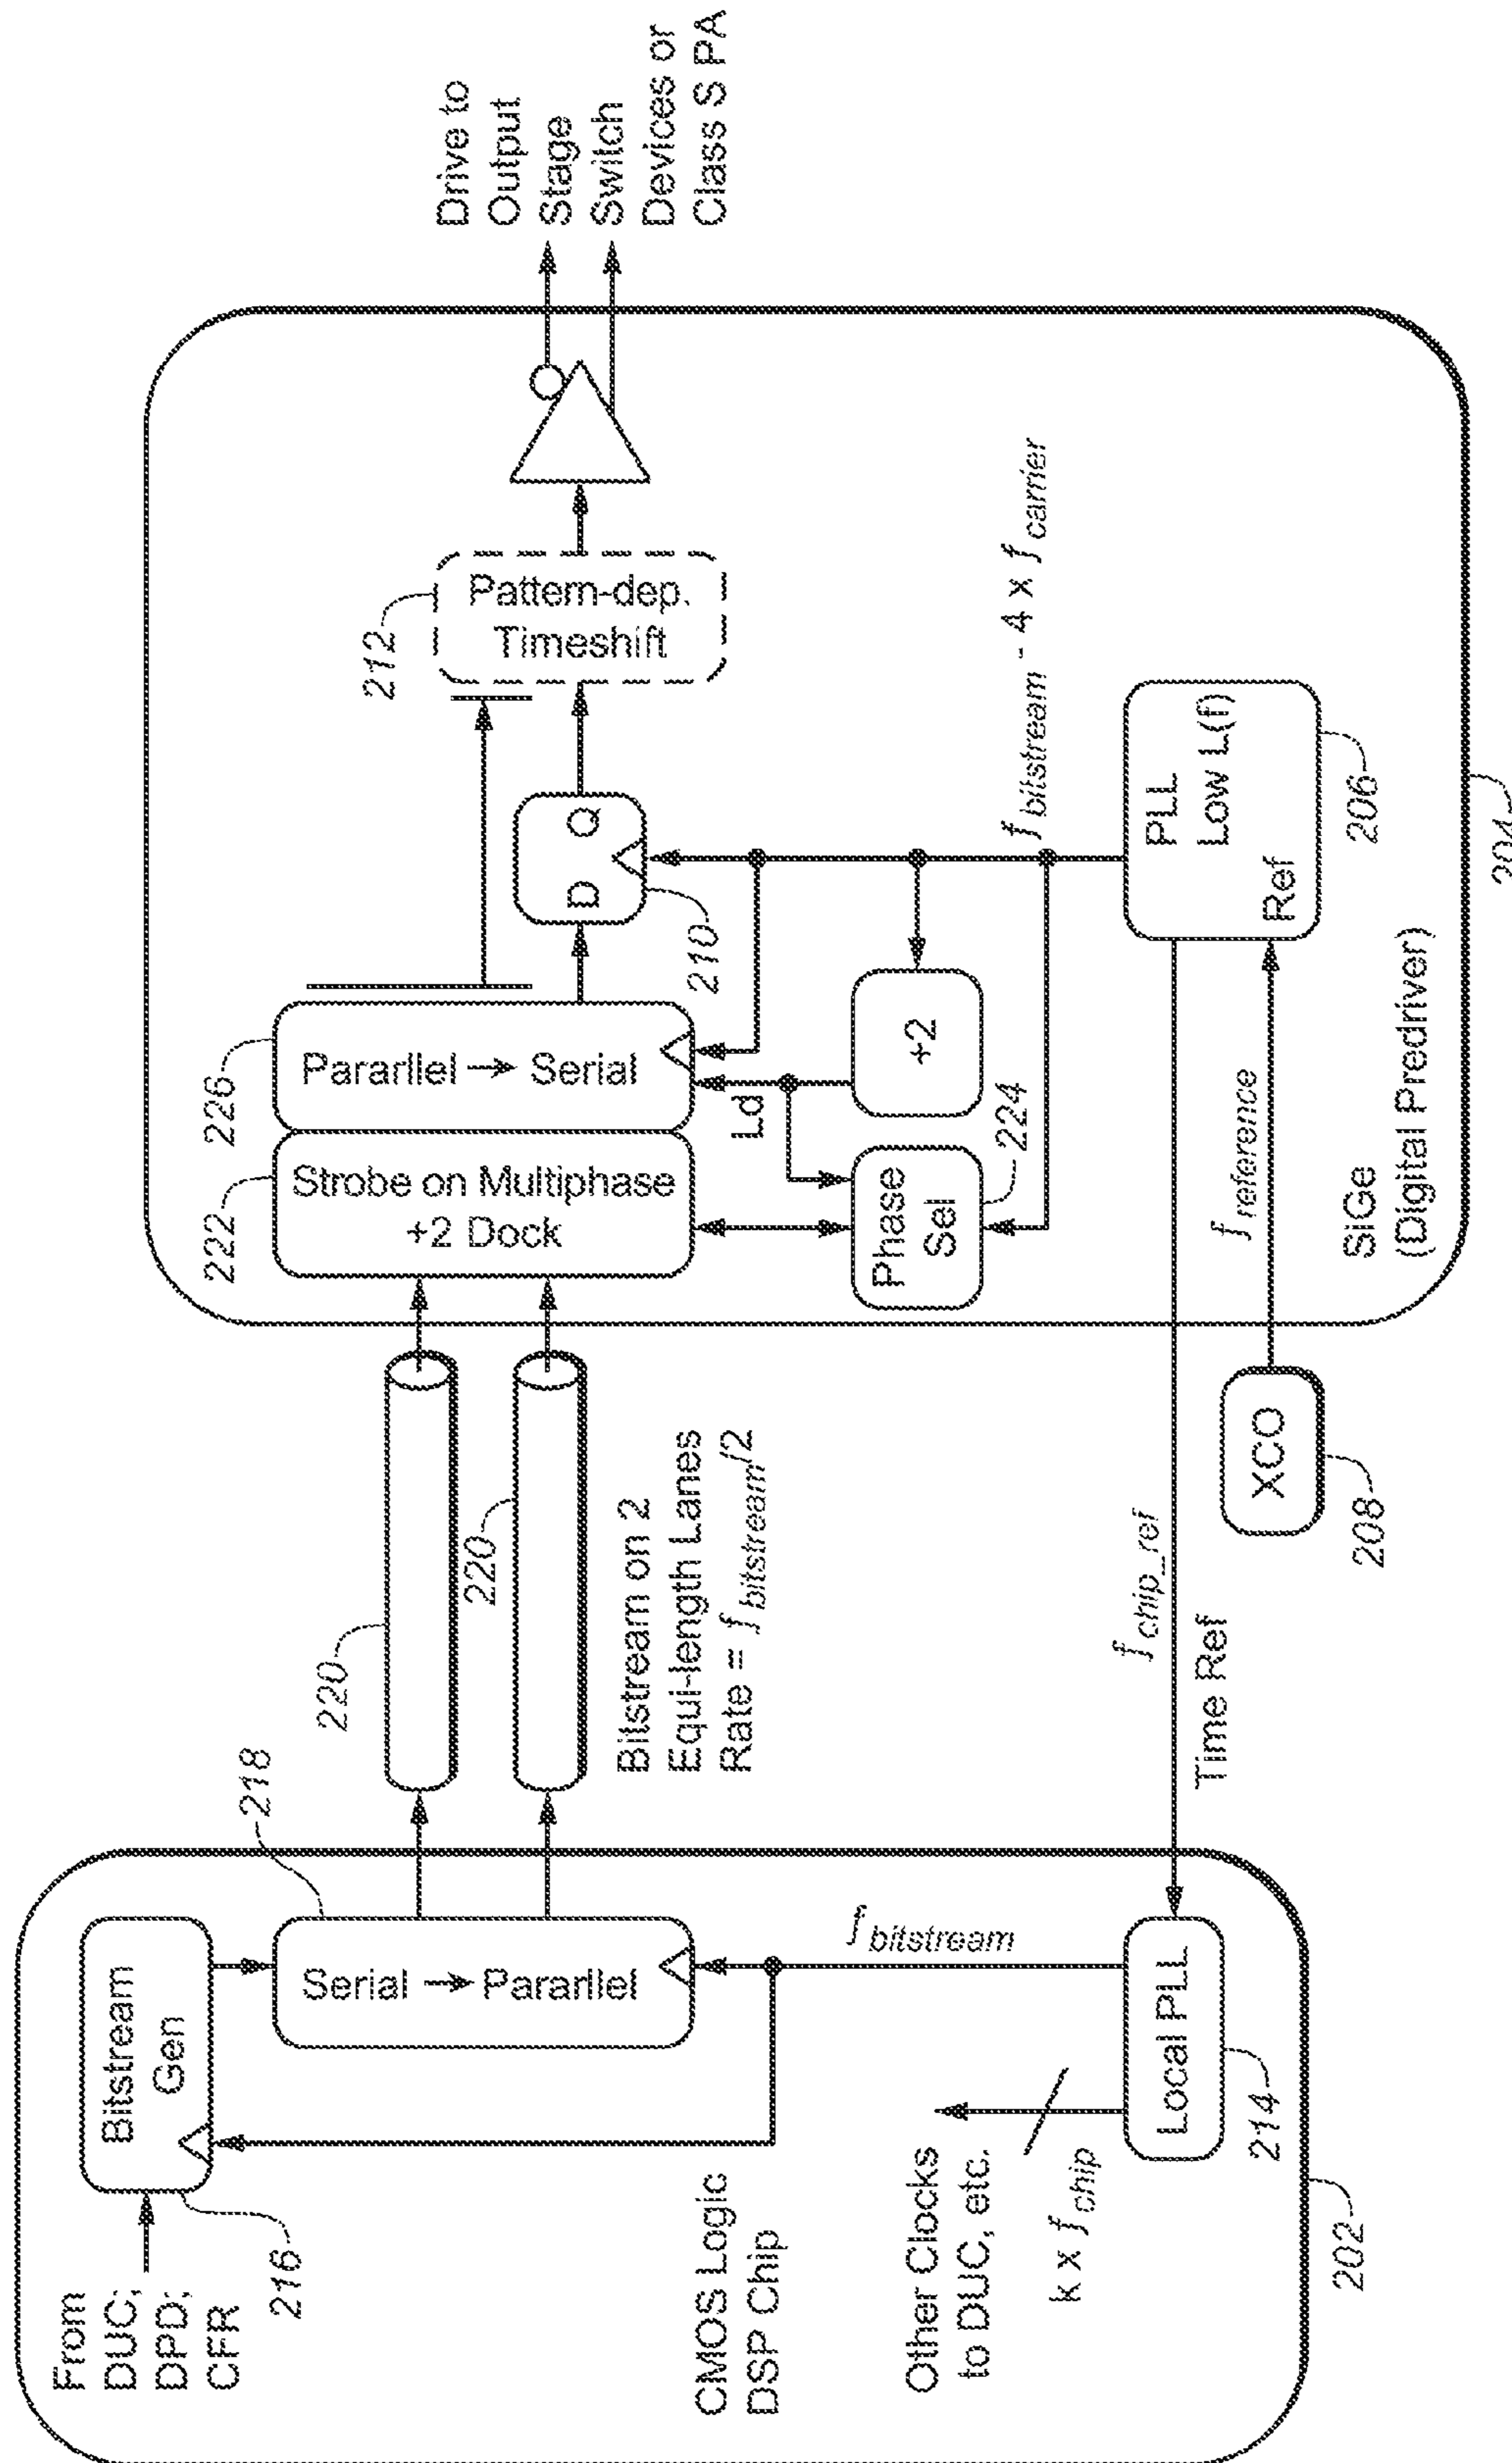 From
DUC;
DPD;
CFR
216
Bitstream
Gen
218
Serial → Pararllel
CMOS Logic
DSP Chip
f bitstream
Other Clocks
to DUC, etc.
k x f chip
Local PLL
214
202
220
220
Bitstream on 2
Equi-length Lanes
Rate = f bitstream/2
f chip_ref
Time Ref
XCO
208
f reference
222
Strobe on Multiphase
+2 Dock
226
Pararllel → Serial
Ld
Phase
Sel
224
+2
D Q
210
212
Pattern-dep.
Timeshift
f bitstream - 4 x f carrier
PLL
Low L(f)
Ref
206
SiGe
(Digital Predriver)
204
Drive to
Output
Stage
Switch
Devices or
Class S PA